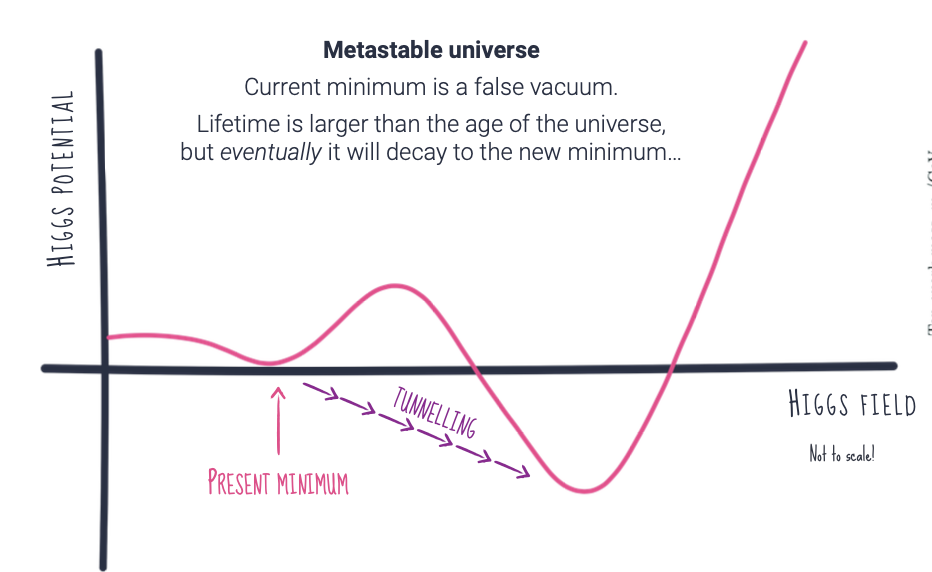 Metastable universe
Current minimum is a false vacuum.
Lifetime is larger than the age of the universe,
but eventually it will decay to the new minimum...
HIGGS POTENTIAL
TUNNELLING
HIGGS FIELD
Not to scale!
PRESENT MINIMUM